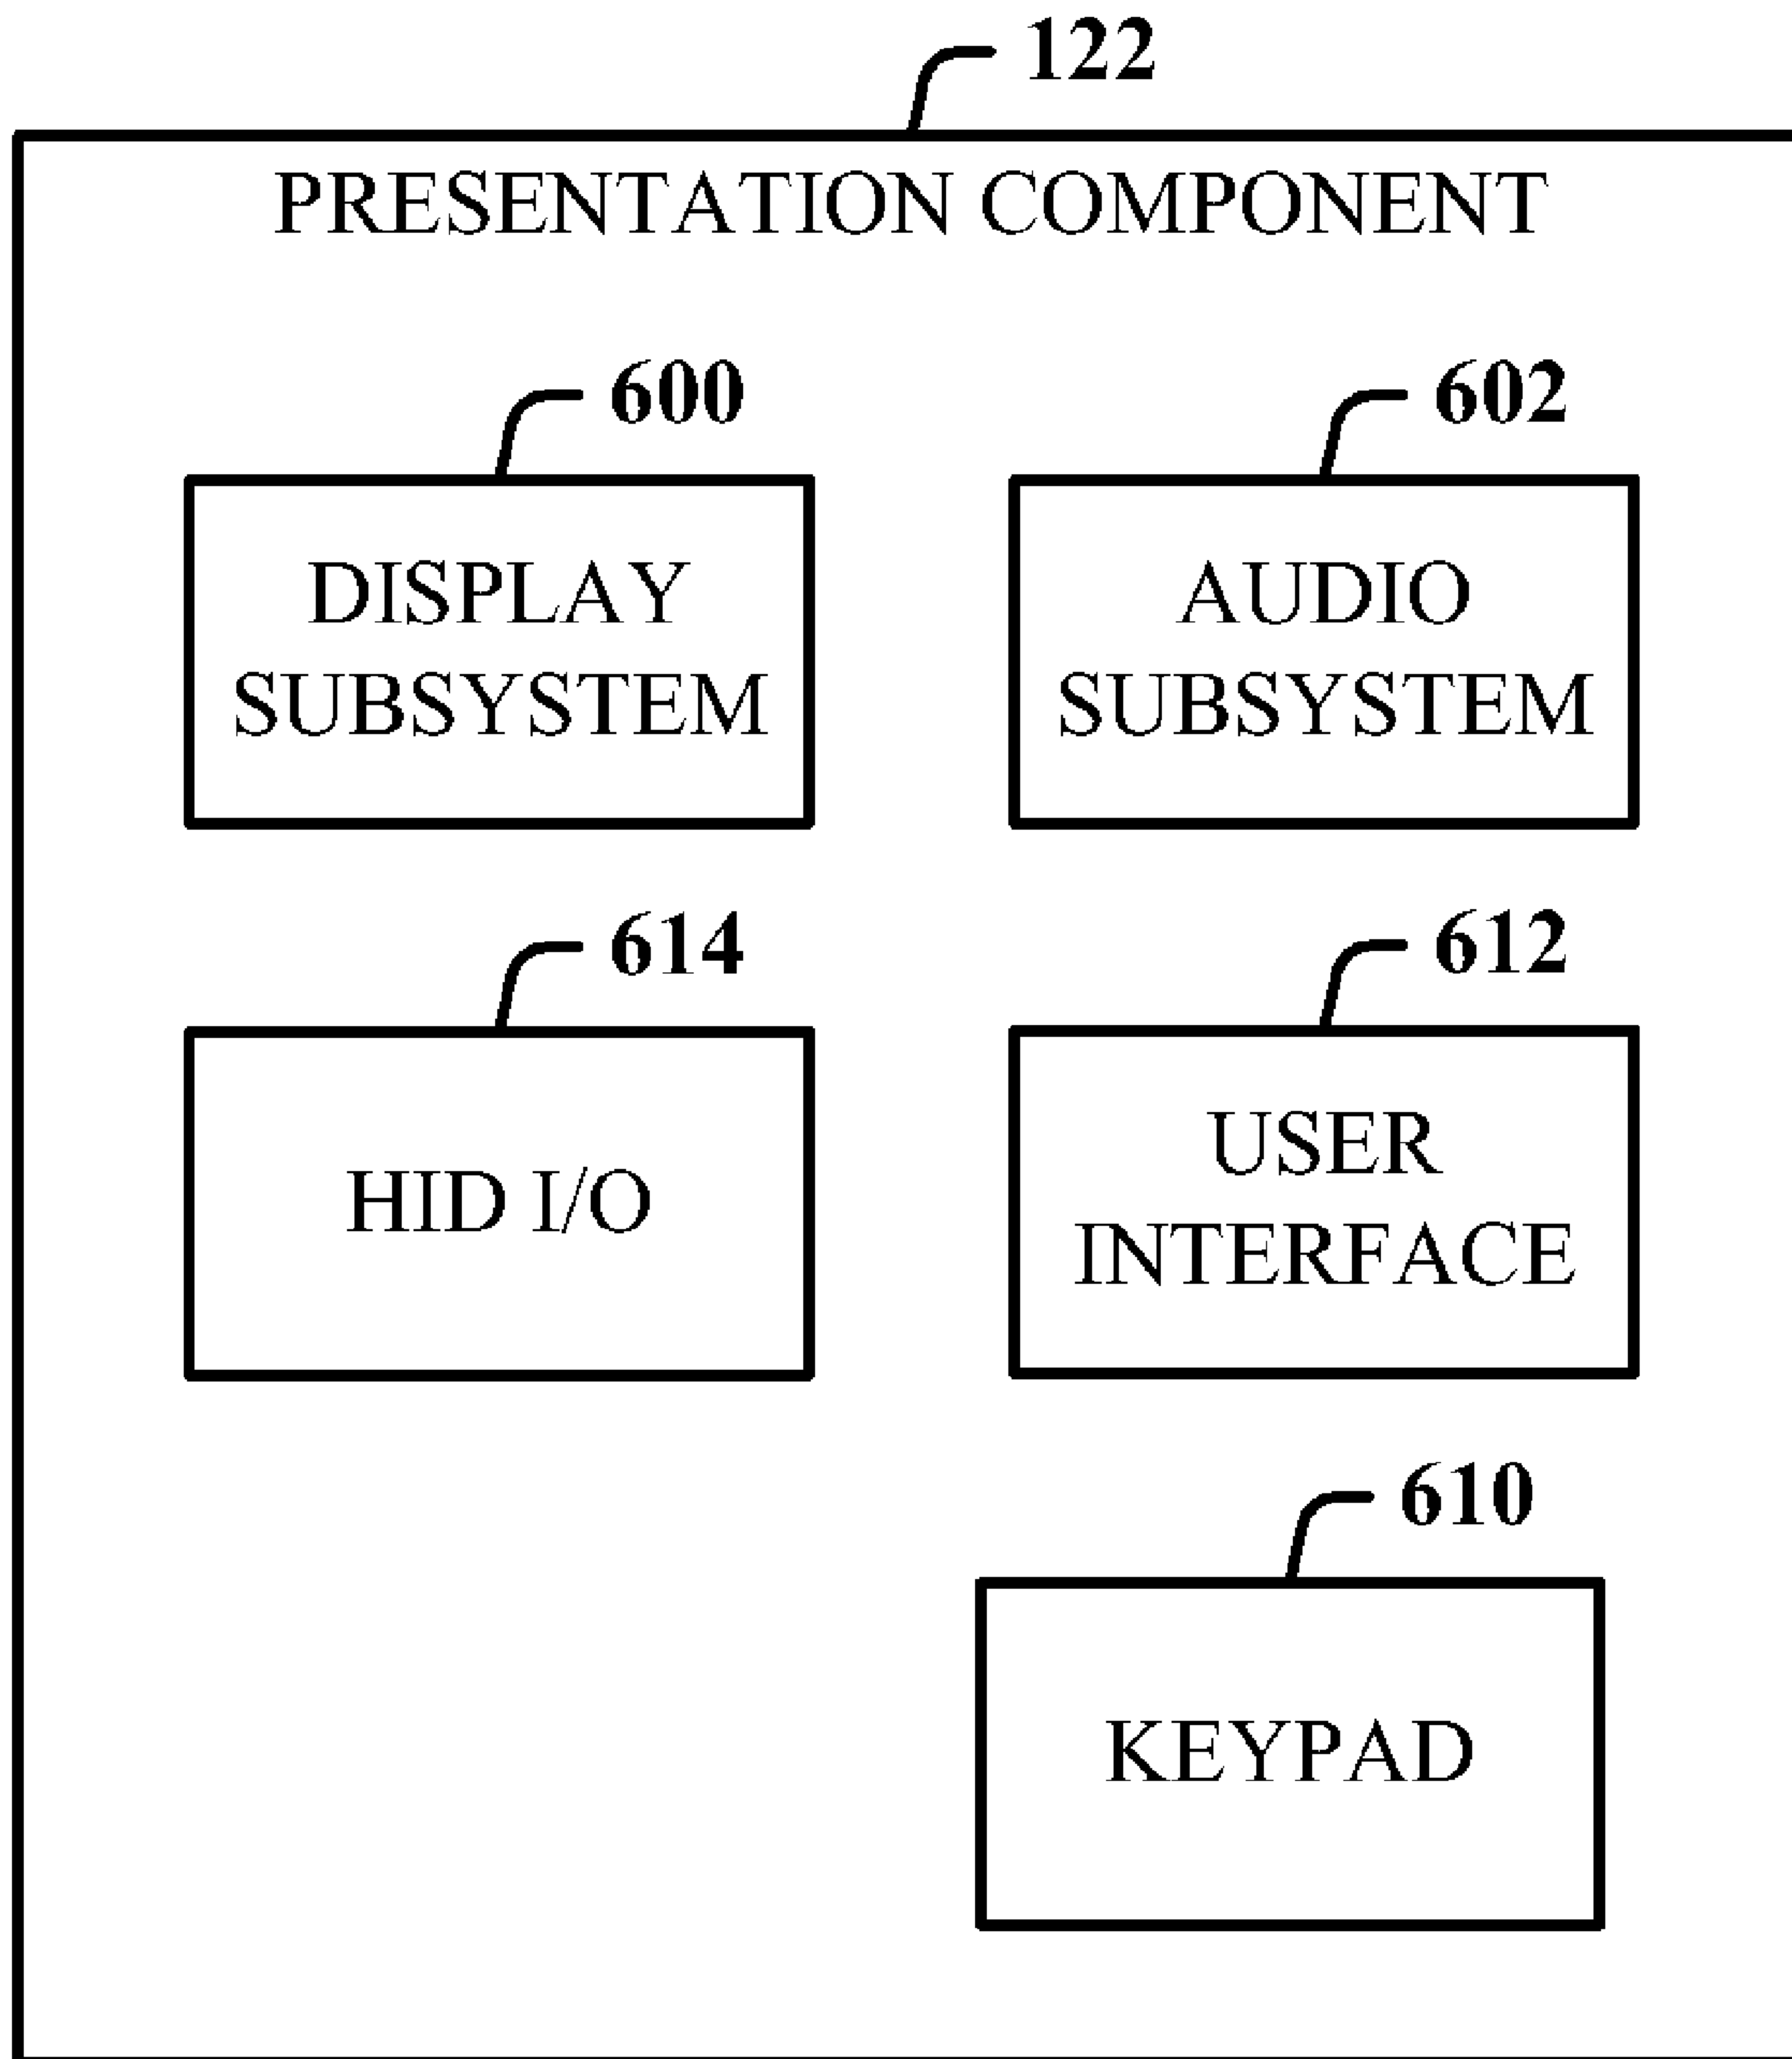 122
PRESENTATION COMPONENT
600
602
DISPLAY
SUBSYSTEM
AUDIO
SUBSYSTEM
614
612
HID I/O
USER
INTERFACE
610
KEYPAD